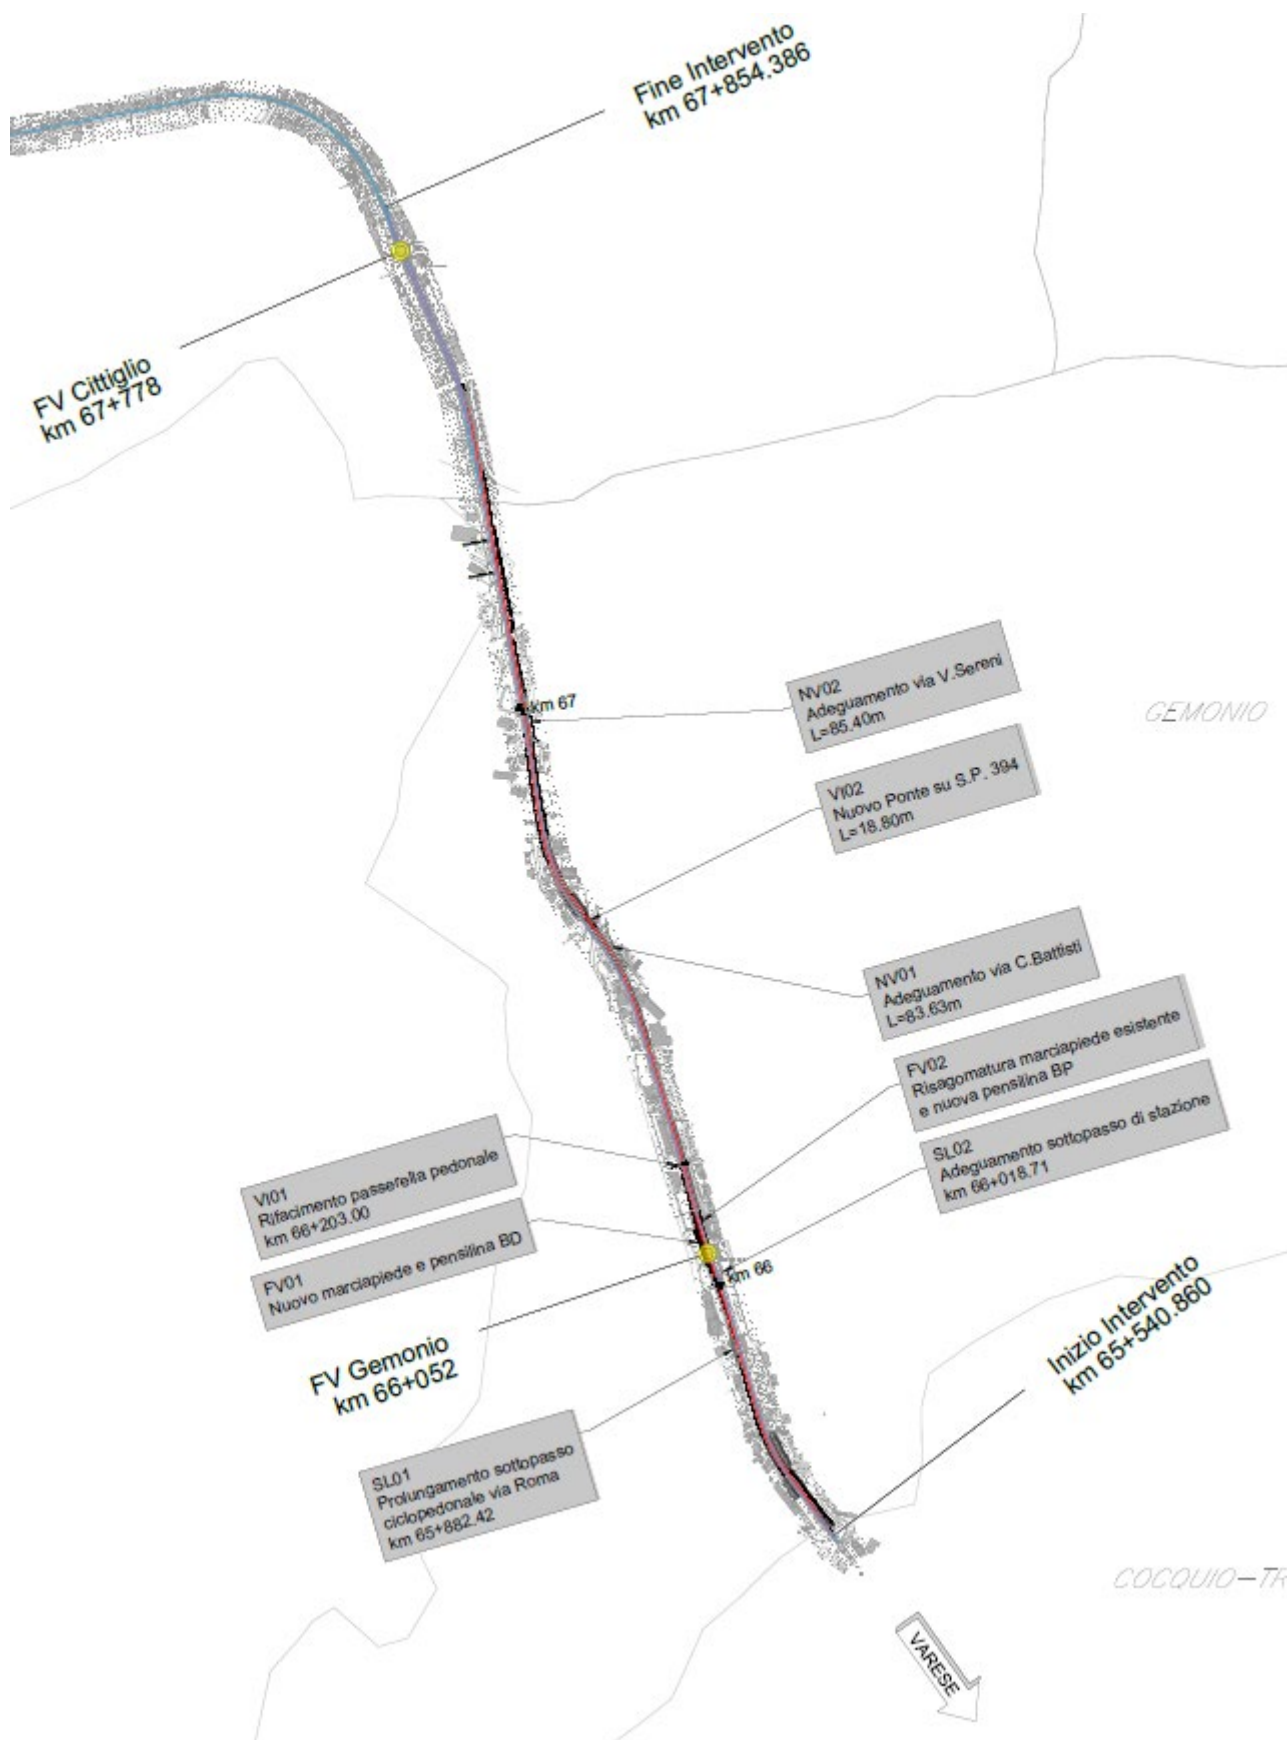 Fine Intervento
km 67+854.386
FV Cittiglio
km 67+778
NV02
Adeguamento via V.Sereni
L=85.40m
km 67
GEMONIO
VI02
Nuovo Ponte su S.P. 394
L=18.80m
NV01
Adeguamento via C.Battisti
L=83.63m
FV02
Risagomatura marciapiede esistente
e nuova pensilina BP
SL02
Adeguamento sottopasso di stazione
km 66+018.71
VI01
Rifacimento passerella pedonale
km 66+203.00
FV01
Nuovo marciapiede e pensilina BD
km 66
FV Gemonio
km 66+052
Inizio Intervento
km 65+540.860
SL01
Prolungamento sottopasso
ciclopedonale via Roma
km 65+882.42
COCQUIO-TR
VARESE